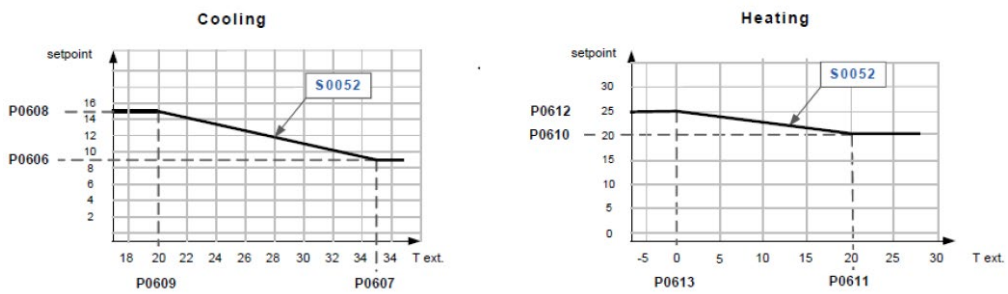 Cooling
setpoint
S0052
P0608
P0606
16
14
12
10
8
6
4
2
18 20 22 24 26 28 30 32 34 34 T ext.
P0609 P0607
Heating
setpoint
S0052
P0612
P0610
30
25
20
15
10
5
0
-5 0 5 10 15 20 25 30 T ext.
P0613 P0611